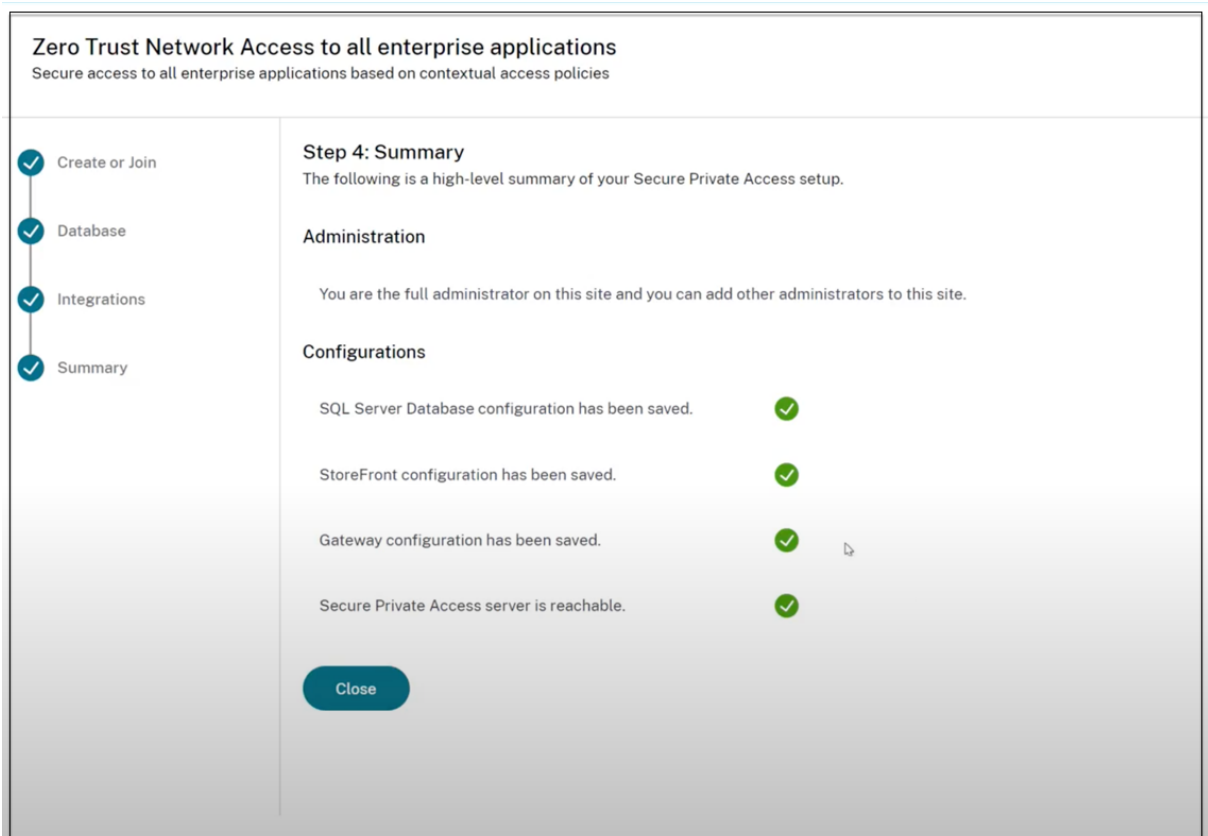 Zero Trust Network Access to all enterprise applications
Secure access to all enterprise applications based on contextual access policies
Create or Join
Database
Integrations
Summary
Step 4: Summary
The following is a high-level summary of your Secure Private Access setup.
Administration
You are the full administrator on this site and you can add other administrators to this site.
Configurations
SQL Server Database configuration has been saved.
StoreFront configuration has been saved.
Gateway configuration has been saved.
Secure Private Access server is reachable.
Close